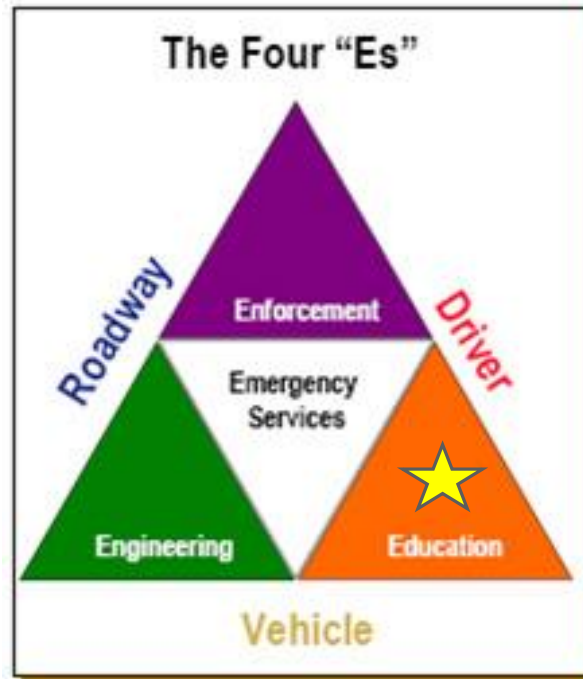 The Four “Es”
Roadway
Driver
Enforcement
Emergency
Services
Engineering
Education
Vehicle